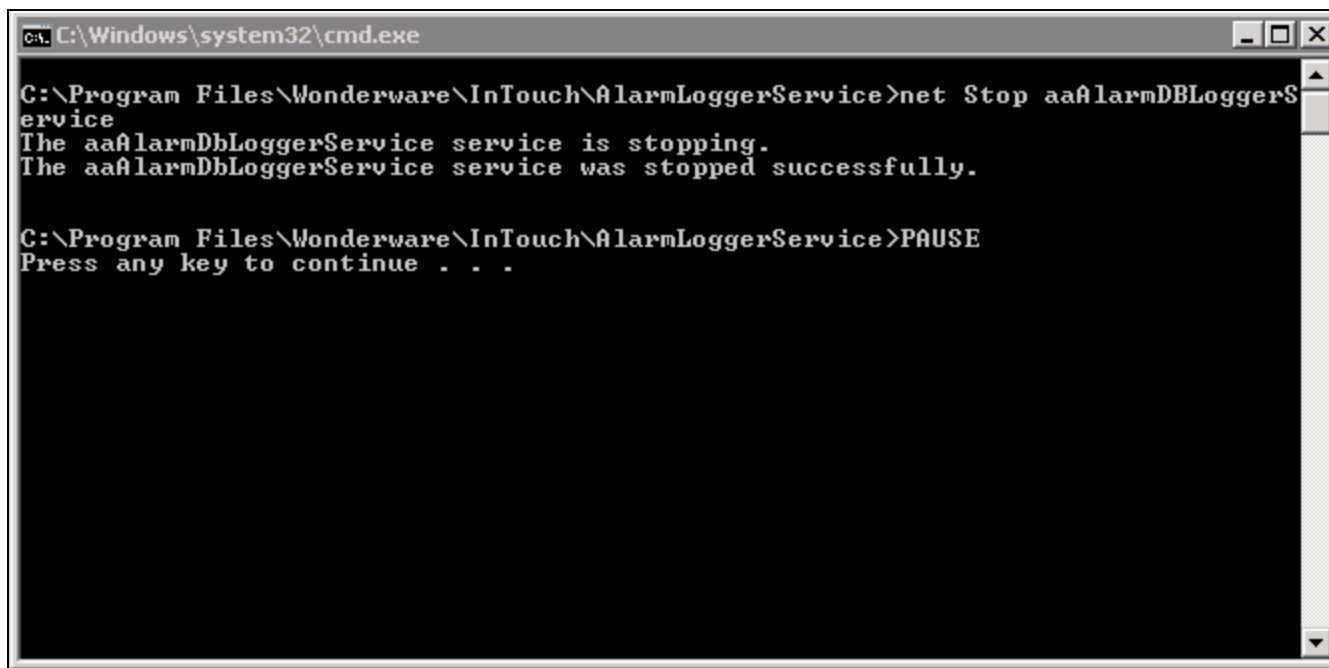 C:\Windows\system32\cmd.exe
C:\Program Files\Wonderware\InTouch\AlarmLoggerService>net Stop aaAlarmDBLoggerS
ervice
The aaAlarmDbLoggerService service is stopping.
The aaAlarmDbLoggerService service was stopped successfully.
C:\Program Files\Wonderware\InTouch\AlarmLoggerService>PAUSE
Press any key to continue . . .